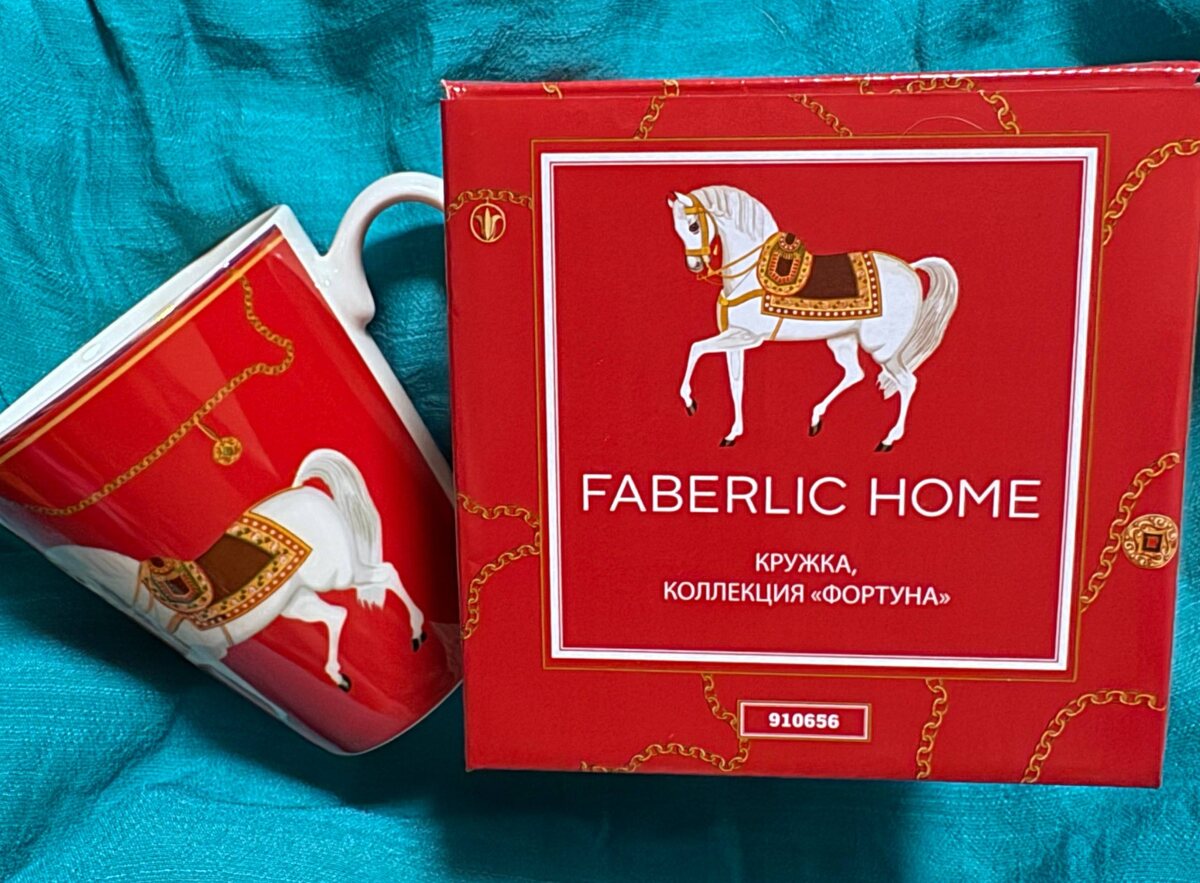 FABERLIC HOME
КРУЖКА,
КОЛЛЕКЦИЯ «ФОРТУНА»
910656